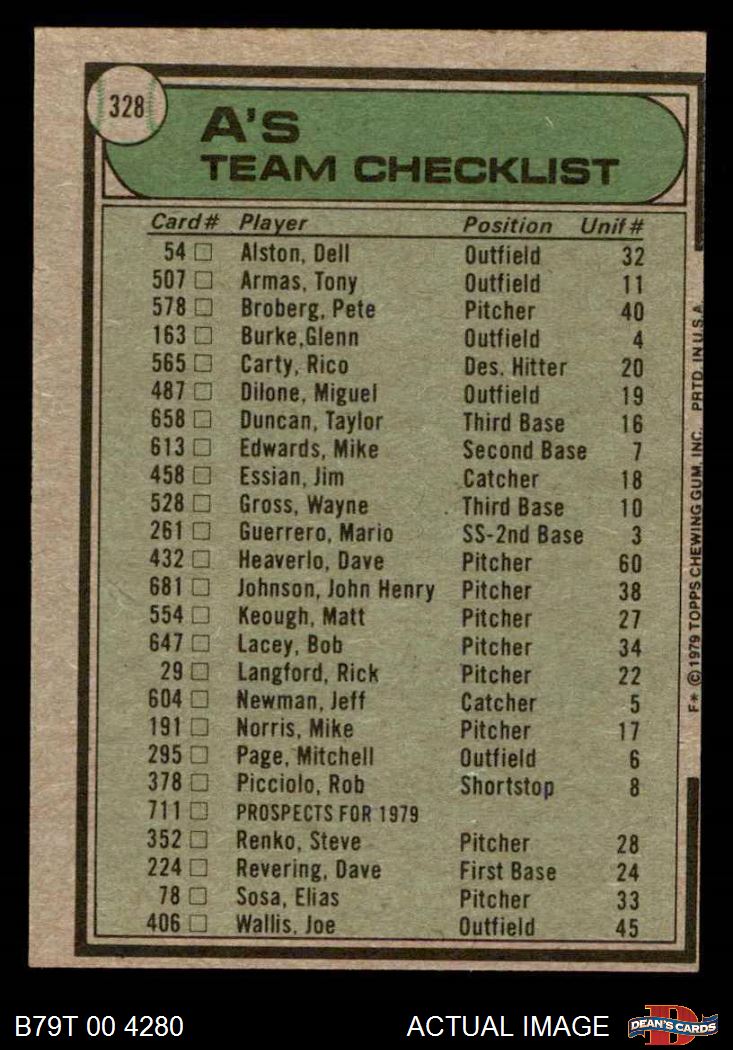 328
A'S
TEAM CHECKLIST
Card# Player Position Unif#
54 □ Alston, Dell Outfield 32
507 □ Armas, Tony Outfield 11
578 □ Broberg, Pete Pitcher 40
163 □ Burke,Glenn Outfield 4
565 □ Carty, Rico Des. Hitter 20
487 □ Dilone, Miguel Outfield 19
658 □ Duncan, Taylor Third Base 16
613 □ Edwards, Mike Second Base 7
458 □ Essian, Jim Catcher 18
528 □ Gross, Wayne Third Base 10
261 □ Guerrero, Mario SS-2nd Base 3
432 □ Heaverlo, Dave Pitcher 60
681 □ Johnson, John Henry Pitcher 38
554 □ Keough, Matt Pitcher 27
647 □ Lacey, Bob Pitcher 34
29 □ Langford, Rick Pitcher 22
604 □ Newman, Jeff Catcher 5
191 □ Norris, Mike Pitcher 17
295 □ Page, Mitchell Outfield 6
378 □ Picciolo, Rob Shortstop 8
711 □ PROSPECTS FOR 1979
352 □ Renko, Steve Pitcher 28
224 □ Revering, Dave First Base 24
78 □ Sosa, Elias Pitcher 33
406 □ Wallis, Joe Outfield 45
F* © 1979 TOPPS CHEWING GUM, INC. PRTD. IN U.S.A.
B79T 00 4280 ACTUAL IMAGE
DEAN'S CARDS